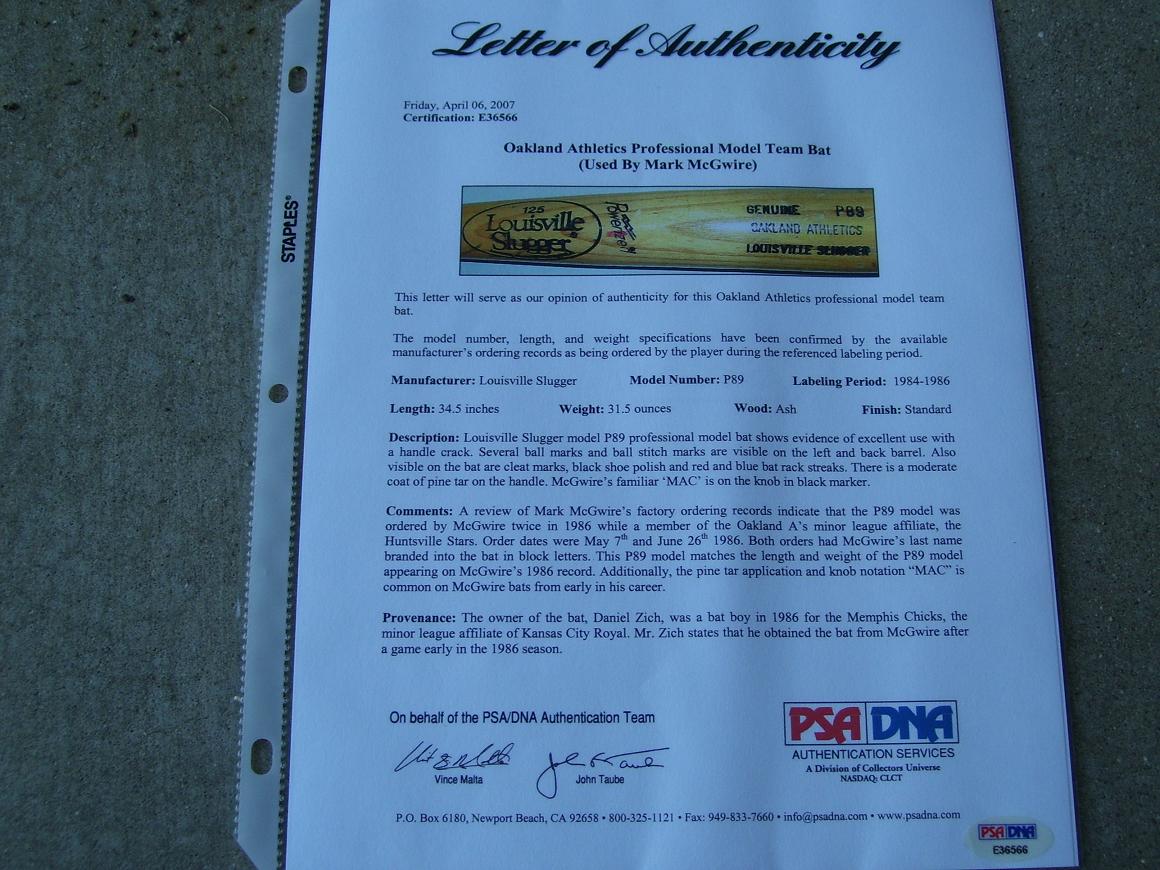 Letter of Authenticity
Friday, April 06, 2007
Certification: E36566
Oakland Athletics Professional Model Team Bat
(Used By Mark McGwire)
125
Louisville
Slugger®
Powerized
GENUINE P89
OAKLAND ATHLETICS
LOUISVILLE SLUGGER
STAPLES®
This letter will serve as our opinion of authenticity for this Oakland Athletics professional model team
bat.
The model number, length, and weight specifications have been confirmed by the available
manufacturer's ordering records as being ordered by the player during the referenced labeling period.
Manufacturer: Louisville Slugger Model Number: P89 Labeling Period: 1984-1986
Length: 34.5 inches Weight: 31.5 ounces Wood: Ash Finish: Standard
Description: Louisville Slugger model P89 professional model bat shows evidence of excellent use with
a handle crack. Several ball marks and ball stitch marks are visible on the left and back barrel. Also
visible on the bat are cleat marks, black shoe polish and red and blue bat rack streaks. There is a moderate
coat of pine tar on the handle. McGwire's familiar 'MAC' is on the knob in black marker.
Comments: A review of Mark McGwire's factory ordering records indicate that the P89 model was
ordered by McGwire twice in 1986 while a member of the Oakland A's minor league affiliate, the
Huntsville Stars. Order dates were May 7th and June 26th 1986. Both orders had McGwire's last name
branded into the bat in block letters. This P89 model matches the length and weight of the P89 model
appearing on McGwire's 1986 record. Additionally, the pine tar application and knob notation "MAC" is
common on McGwire bats from early in his career.
Provenance: The owner of the bat, Daniel Zich, was a bat boy in 1986 for the Memphis Chicks, the
minor league affiliate of Kansas City Royal. Mr. Zich states that he obtained the bat from McGwire after
a game early in the 1986 season.
On behalf of the PSA/DNA Authentication Team
Vince Malta John Taube
PSA DNA
AUTHENTICATION SERVICES
A Division of Collectors Universe
NASDAQ: CLCT
P.O. Box 6180, Newport Beach, CA 92658 • 800-325-1121 • Fax: 949-833-7660 • info@psadna.com • www.psadna.com
PSA DNA
E36566